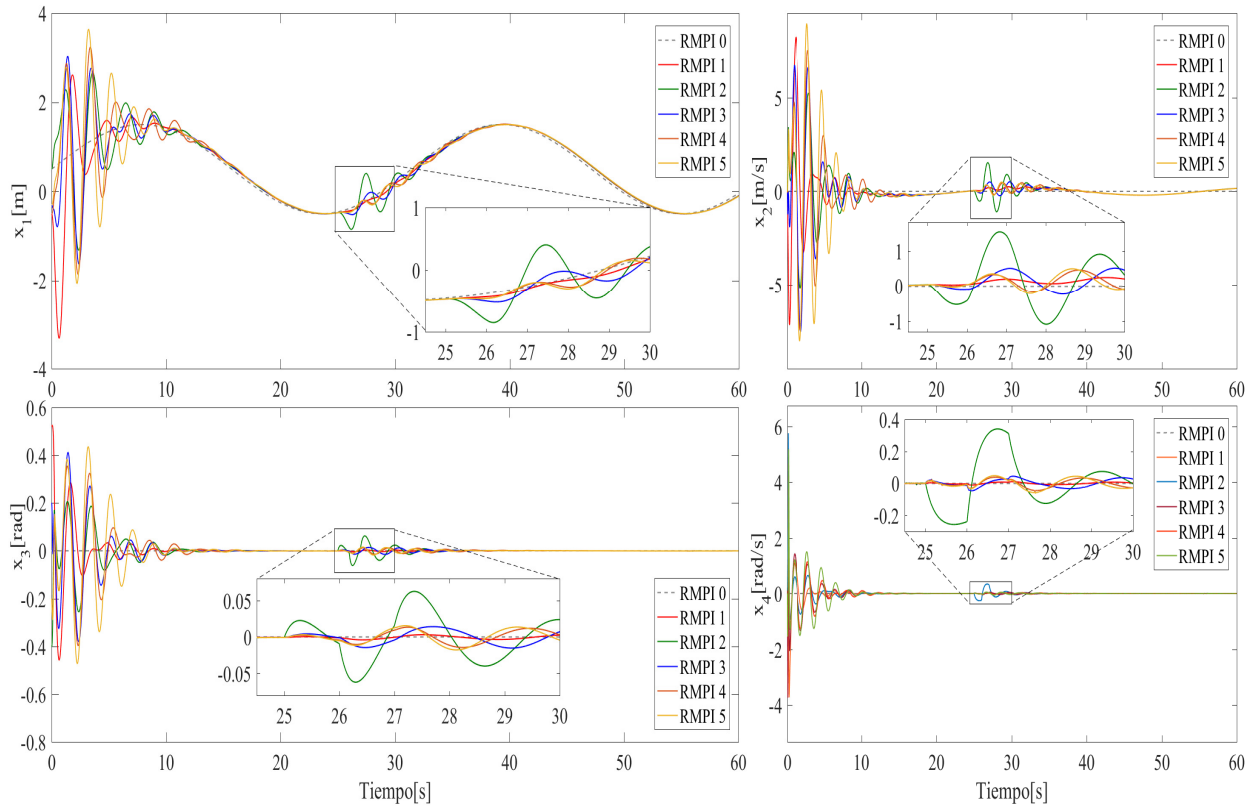 4
2
0
-2
-4
x1[m]
0
10
20
30
40
50
60
RMPI 0
RMPI 1
RMPI 2
RMPI 3
RMPI 4
RMPI 5
1
0
-1
25
26
27
28
29
30
5
0
-5
x2[m/s]
0
10
20
30
40
50
60
RMPI 0
RMPI 1
RMPI 2
RMPI 3
RMPI 4
RMPI 5
1
0
-1
25
26
27
28
29
30
0.6
0.4
0.2
0
-0.2
-0.4
-0.6
-0.8
x3[rad]
0
10
20
30
40
50
60
Tiempo[s]
RMPI 0
RMPI 1
RMPI 2
RMPI 3
RMPI 4
RMPI 5
0.05
0
-0.05
25
26
27
28
29
30
6
4
2
0
-2
-4
x4[rad/s]
0
10
20
30
40
50
60
Tiempo[s]
RMPI 0
RMPI 1
RMPI 2
RMPI 3
RMPI 4
RMPI 5
0.4
0.2
0
-0.2
25
26
27
28
29
30